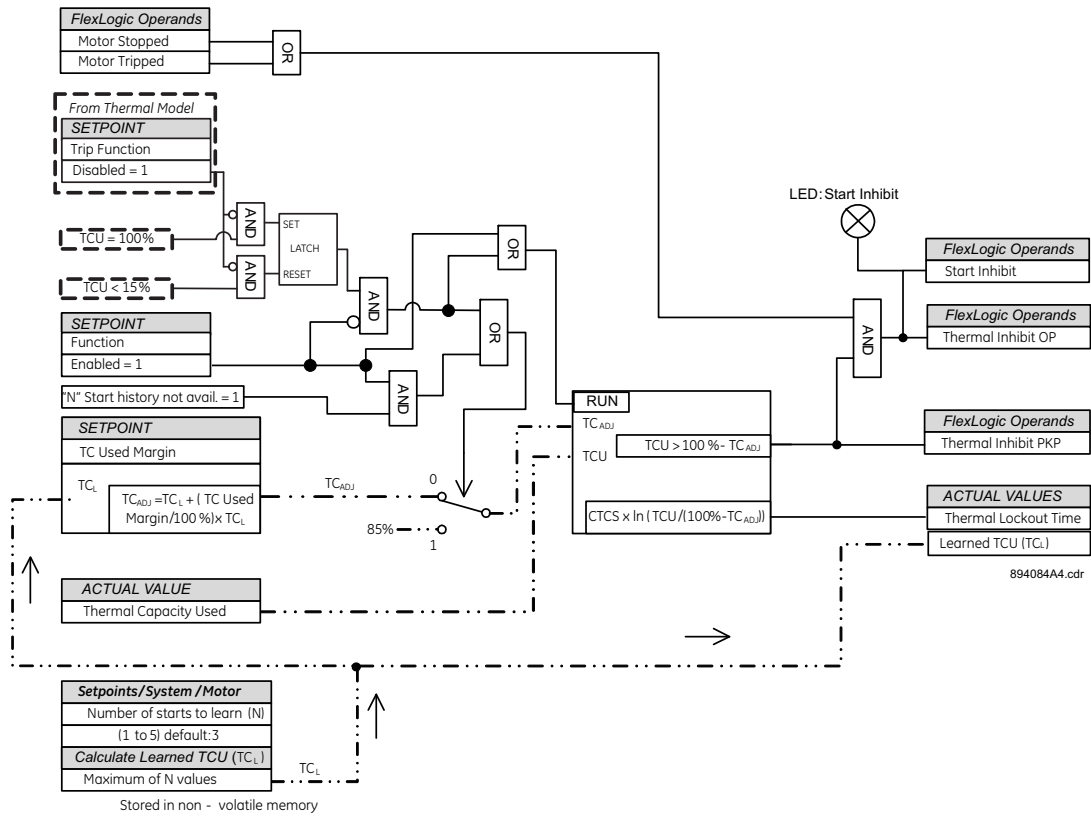 FlexLogic Operands
Motor Stopped
Motor Tripped
OR
From Thermal Model
SETPOINT
Trip Function
Disabled = 1
TCU = 100%
TCU < 15%
AND
AND
SET
LATCH
RESET
AND
OR
OR
AND
SETPOINT
Function
Enabled = 1
"N" Start history not avail. = 1
SETPOINT
TC Used Margin
TCL
TCADJ =TCL + ( TC Used
Margin/100 %)x TCL
TCADJ
0
85%
1
RUN
TCADJ
TCU
TCU > 100 % - TCADJ
CTCS x ln ( TCU /(100%-TCADJ))
LED: Start Inhibit
AND
FlexLogic Operands
Start Inhibit
FlexLogic Operands
Thermal Inhibit OP
FlexLogic Operands
Thermal Inhibit PKP
ACTUAL VALUES
Thermal Lockout Time
Learned TCU (TCL)
894084A4.cdr
ACTUAL VALUE
Thermal Capacity Used
Setpoints/System /Motor
Number of starts to learn (N)
(1 to 5) default:3
Calculate Learned TCU (TCL)
Maximum of N values
TCL
Stored in non - volatile memory